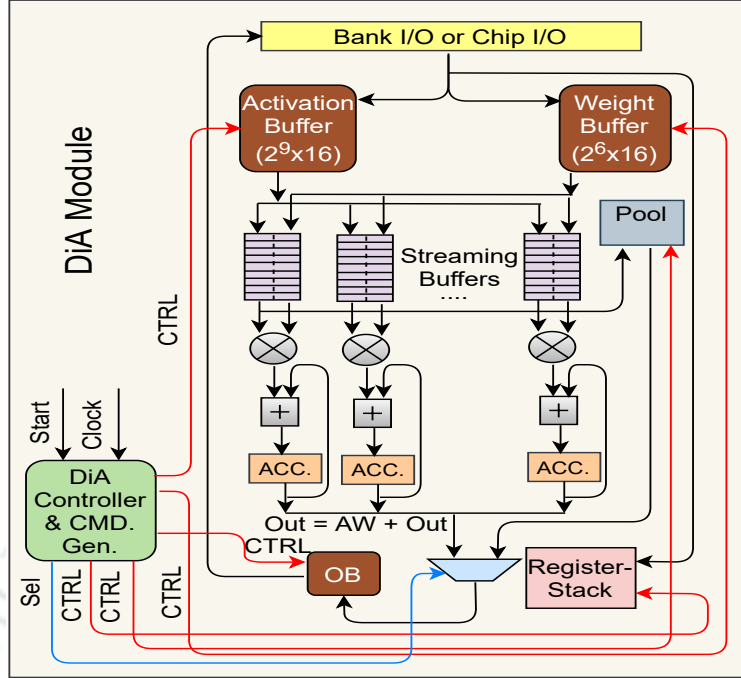 Bank I/O or Chip I/O
Activation
Buffer
(2⁹x16)
Weight
Buffer
(2⁶x16)
DiA Module
Pool
Streaming
Buffers
....
CTRL
Start
Clock
+
+
+
ACC.
ACC.
ACC.
DiA
Controller
& CMD.
Gen.
Out = AW + Out
CTRL
OB
Register-
Stack
Sel
CTRL
CTRL
CTRL